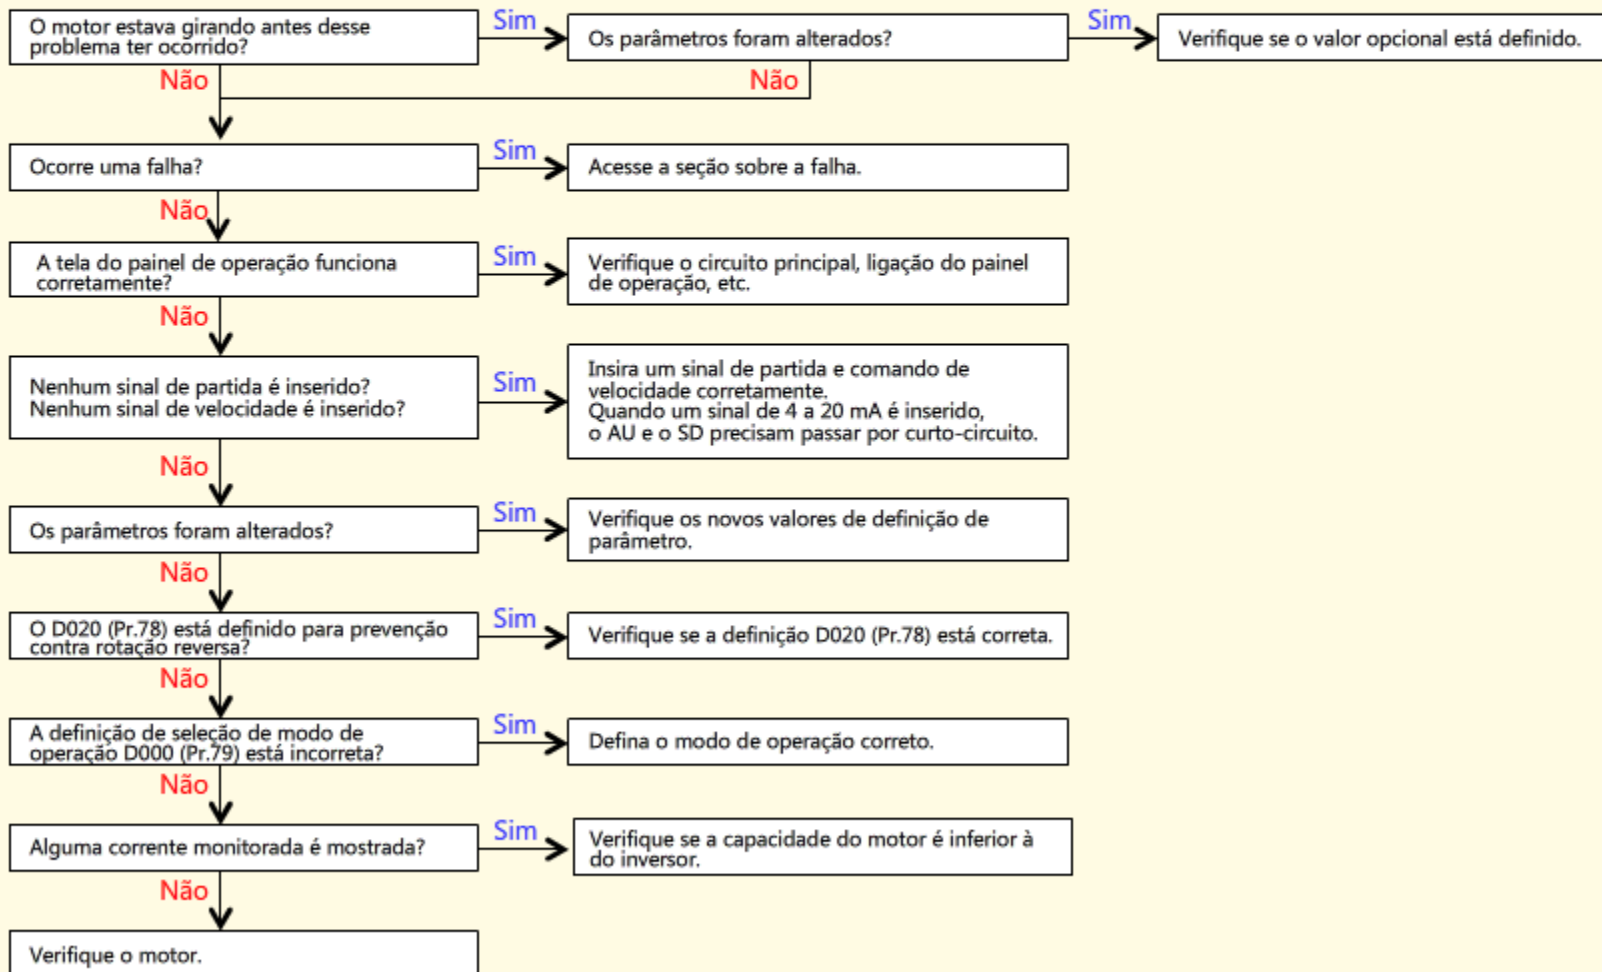 O motor estava girando antes desse
problema ter ocorrido?
Sim
Os parâmetros foram alterados?
Sim
Verifique se o valor opcional está definido.
Não
Não
Ocorre uma falha?
Sim
Acesse a seção sobre a falha.
Não
A tela do painel de operação funciona
corretamente?
Sim
Verifique o circuito principal, ligação do painel
de operação, etc.
Não
Nenhum sinal de partida é inserido?
Nenhum sinal de velocidade é inserido?
Sim
Insira um sinal de partida e comando de
velocidade corretamente.
Quando um sinal de 4 a 20 mA é inserido,
o AU e o SD precisam passar por curto-circuito.
Não
Os parâmetros foram alterados?
Sim
Verifique os novos valores de definição de
parâmetro.
Não
O D020 (Pr.78) está definido para prevenção
contra rotação reversa?
Sim
Verifique se a definição D020 (Pr.78) está correta.
Não
A definição de seleção de modo de
operação D000 (Pr.79) está incorreta?
Sim
Defina o modo de operação correto.
Não
Alguma corrente monitorada é mostrada?
Sim
Verifique se a capacidade do motor é inferior à
do inversor.
Não
Verifique o motor.